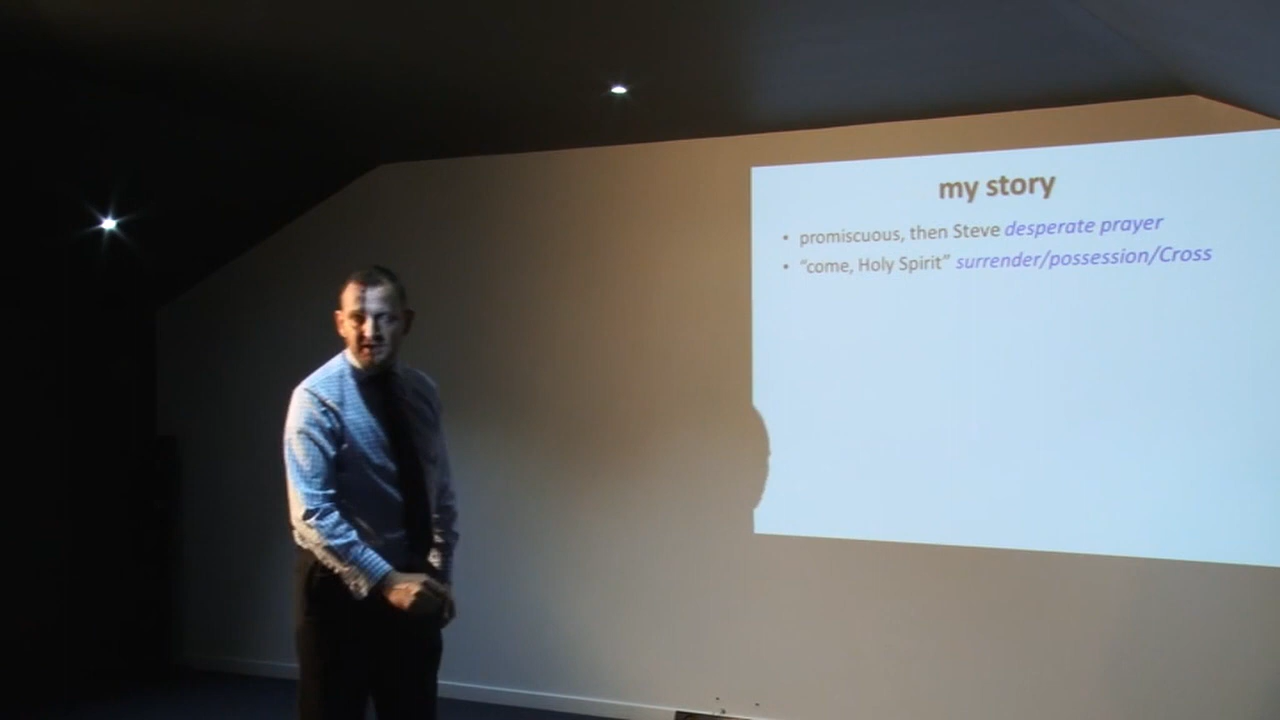 my story
• promiscuous, then Steve desperate prayer
• “come, Holy Spirit” surrender/possession/Cross